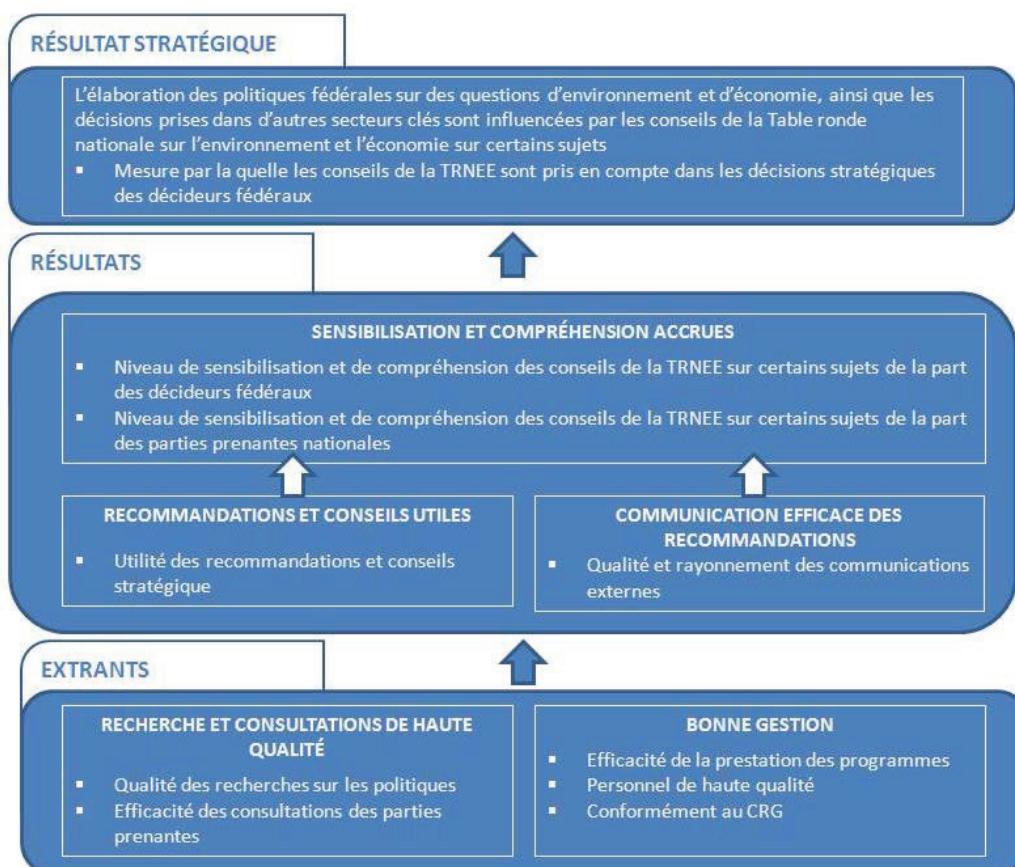 RÉSULTAT STRATÉGIQUE
L'élaboration des politiques fédérales sur des questions d'environnement et d'économie, ainsi que les
décisions prises dans d'autres secteurs clés sont influencées par les conseils de la Table ronde
nationale sur l'environnement et l'économie sur certains sujets
▪ Mesure par la quelle les conseils de la TRNEE sont pris en compte dans les décisions stratégiques
des décideurs fédéraux
RÉSULTATS
SENSIBILISATION ET COMPRÉHENSION ACCRUES
▪ Niveau de sensibilisation et de compréhension des conseils de la TRNEE sur certains sujets de la part
des décideurs fédéraux
▪ Niveau de sensibilisation et de compréhension des conseils de la TRNEE sur certains sujets de la part
des parties prenantes nationales
RECOMMANDATIONS ET CONSEILS UTILES
▪ Utilité des recommandations et conseils
stratégique
COMMUNICATION EFFICACE DES
RECOMMANDATIONS
▪ Qualité et rayonnement des communications
externes
EXTRANTS
RECHERCHE ET CONSULTATIONS DE HAUTE
QUALITÉ
▪ Qualité des recherches sur les politiques
▪ Efficacité des consultations des parties
prenantes
BONNE GESTION
▪ Efficacité de la prestation des programmes
▪ Personnel de haute qualité
▪ Conformément au CRG